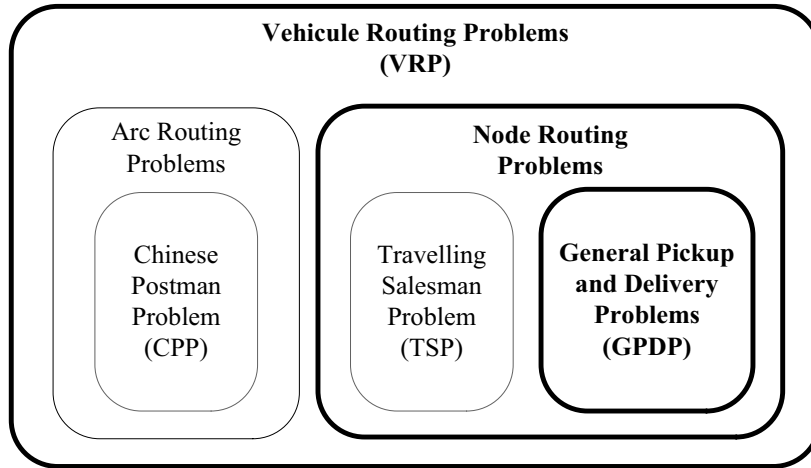 Vehicule Routing Problems
(VRP)
Arc Routing
Problems
Node Routing
Problems
Chinese
Postman
Problem
(CPP)
Travelling
Salesman
Problem
(TSP)
General Pickup
and Delivery
Problems
(GPDP)